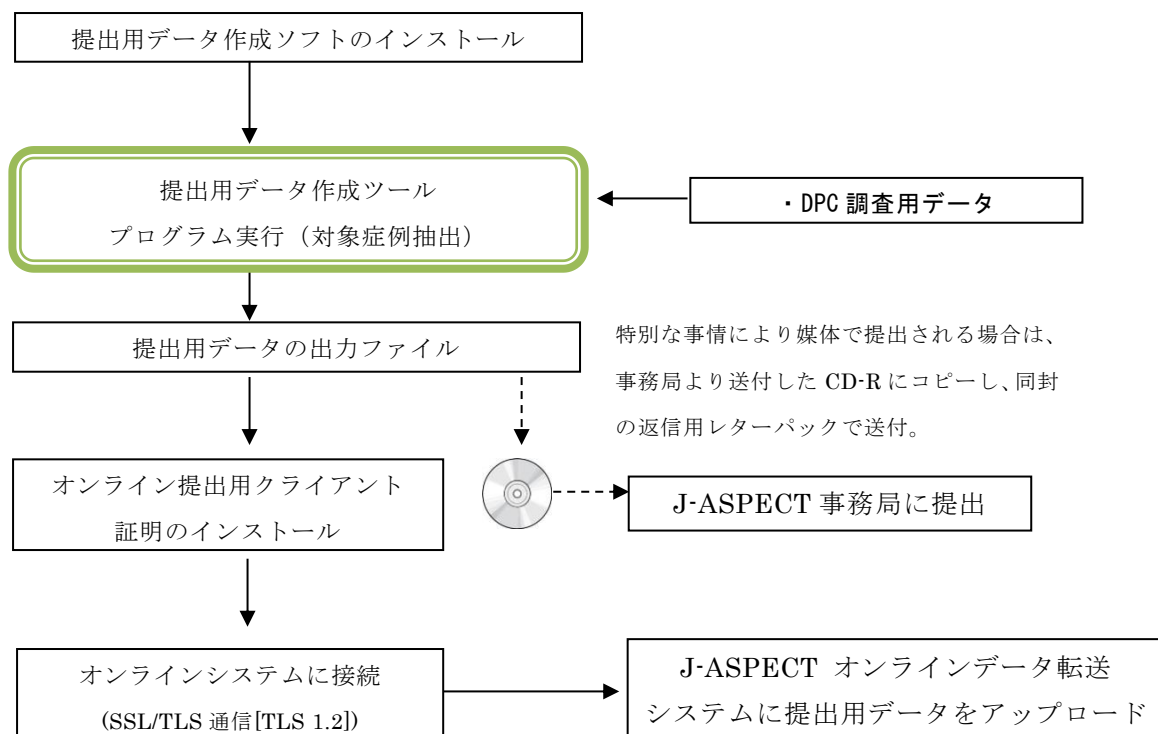 提出用データ作成ソフトのインストール
提出用データ作成ツール
プログラム実行（対象症例抽出）
・DPC 調査用データ
提出用データの出力ファイル
特別な事情により媒体で提出される場合は、
事務局より送付した CD-R にコピーし、同封
の返信用レターパックで送付。
オンライン提出用クライアント
証明のインストール
J-ASPECT 事務局に提出
オンラインシステムに接続
(SSL/TLS 通信[TLS 1.2])
J-ASPECT オンラインデータ転送
システムに提出用データをアップロード